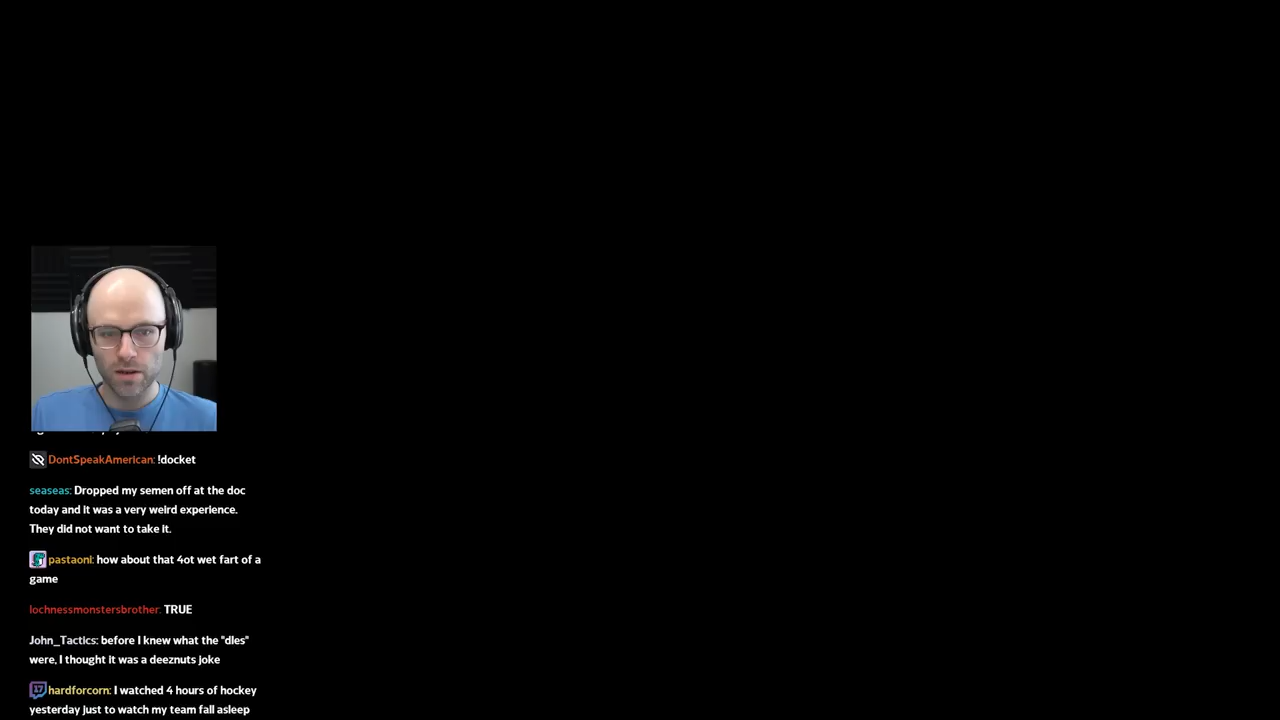 DontSpeakAmerican: !docket
seaseas: Dropped my semen off at the doc
today and it was a very weird experience.
They did not want to take it.
pastaoni: how about that 4ot wet fart of a
game
lochnessmonstersbrother: TRUE
John_Tactics: before I knew what the "dles"
were, I thought it was a deeznuts joke
17 hardforcorn: I watched 4 hours of hockey
yesterday just to watch my team fall asleep